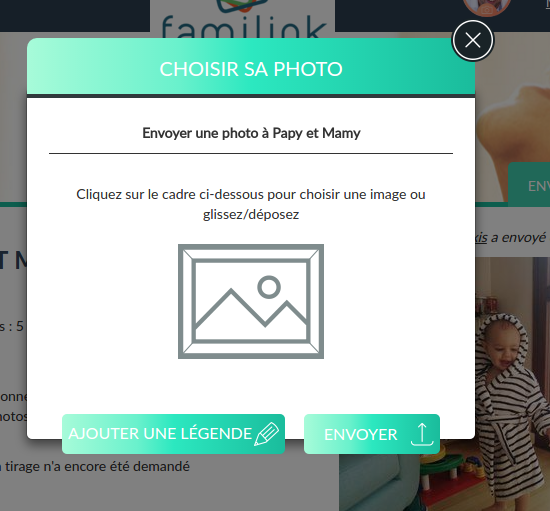 familink
CHOISIR SA PHOTO
Envoyer une photo à Papy et Mamy
Cliquez sur le cadre ci-dessous pour choisir une image ou
glissez/déposez
ENV
xis a envoyé
T M
s : 5
onne
notos
AJOUTER UNE LÉGENDE
ENVOYER
tirage n'a encore été demandé